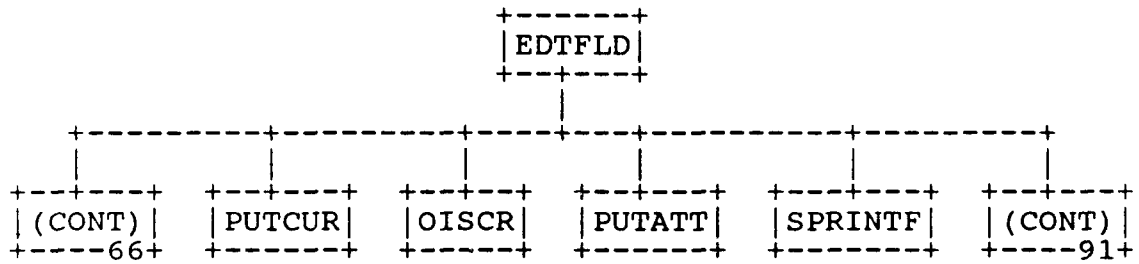 EDTFLD
(CONT) PUTCUR OISCR PUTATT SPRINTF (CONT)
66 91